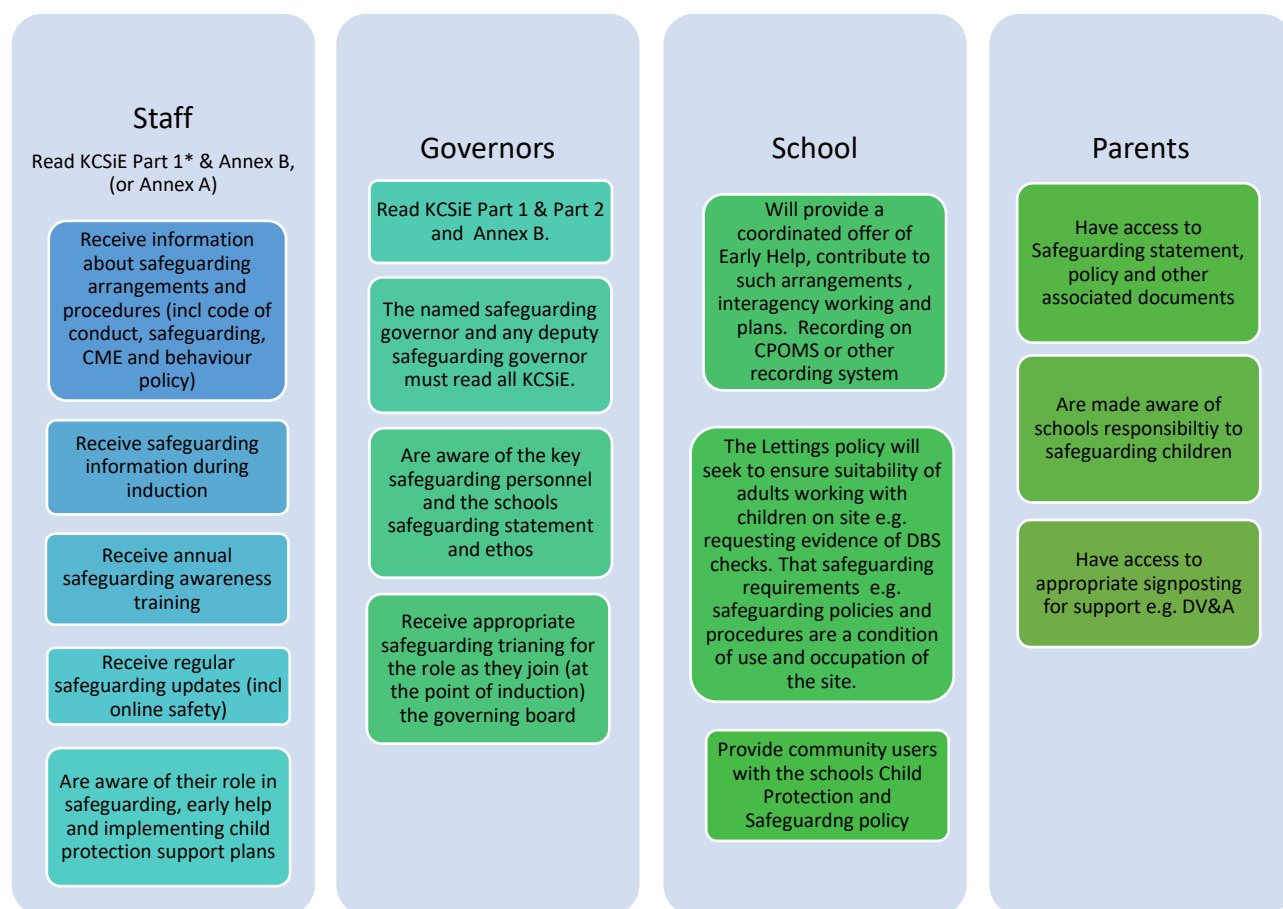 Staff
Read KCSiE Part 1* & Annex B,
(or Annex A)
Receive information
about safeguarding
arrangements and
procedures (incl code of
conduct, safeguarding,
CME and behaviour
policy)
Receive safeguarding
information during
induction
Receive annual
safeguarding awareness
training
Receive regular
safeguarding updates (incl
online safety)
Are aware of their role in
safeguarding, early help
and implementing child
protection support plans
Governors
Read KCSiE Part 1 & Part 2
and Annex B.
The named safeguarding
governor and any deputy
safeguarding governor
must read all KCSiE.
Are aware of the key
safeguarding personnel
and the schools
safeguarding statement
and ethos
Receive appropriate
safeguarding trianing for
the role as they join (at
the point of induction)
the governing board
School
Will provide a
coordinated offer of
Early Help, contribute to
such arrangements ,
interagency working and
plans. Recording on
CPOMS or other
recording system
The Lettings policy will
seek to ensure suitability of
adults working with
children on site e.g.
requesting evidence of DBS
checks. That safeguarding
requirements e.g.
safeguarding policies and
procedures are a condition
of use and occupation of
the site.
Provide community users
with the schools Child
Protection and
Safeguardng policy
Parents
Have access to
Safeguarding statement,
policy and other
associated documents
Are made aware of
schools responsibiltiy to
safeguarding children
Have access to
appropriate signposting
for support e.g. DV&A